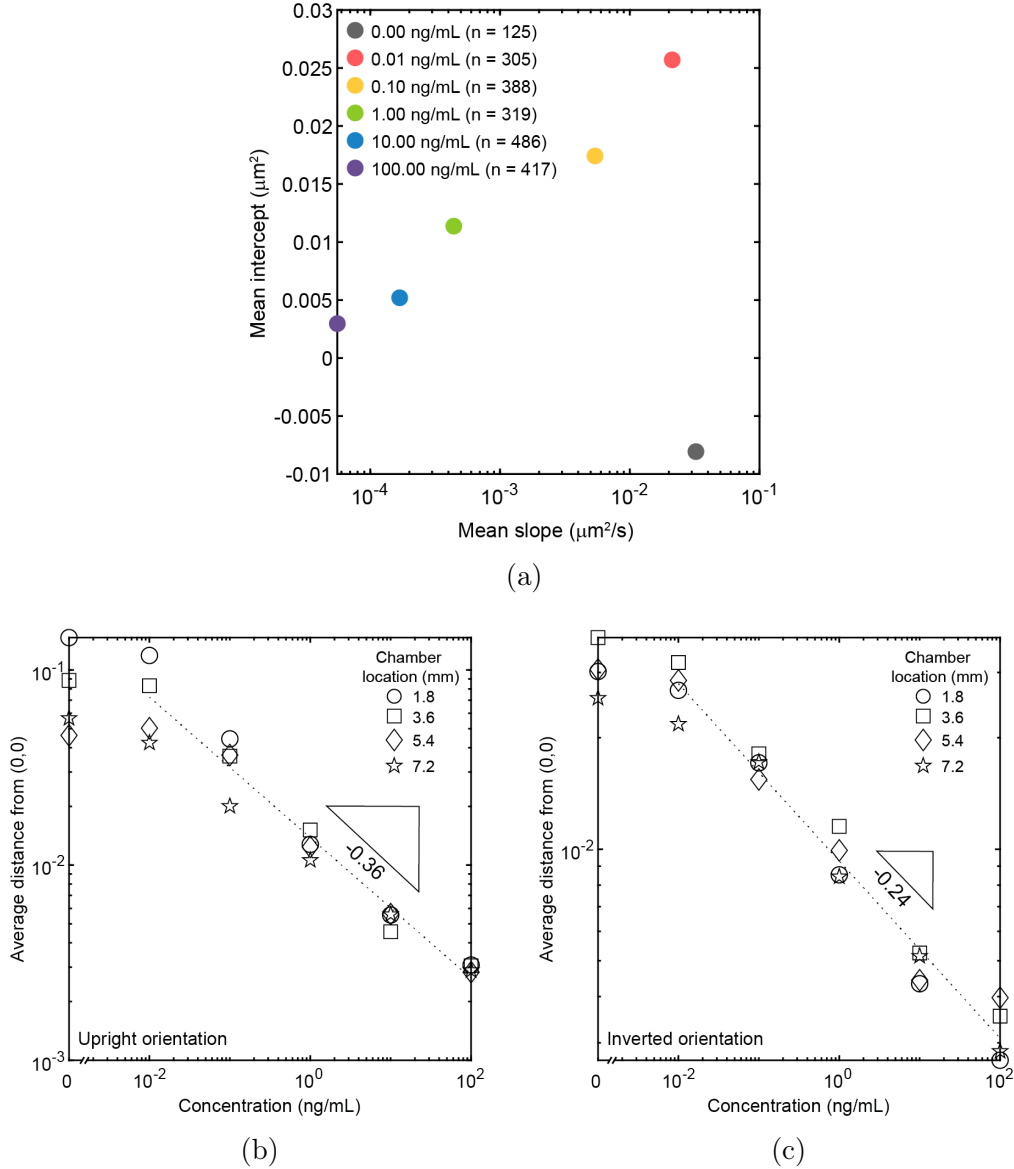 0.03
0.025
0.02
0.015
0.01
0.005
0
-0.005
-0.01
Mean intercept (μm²)
0.00 ng/mL (n = 125)
0.01 ng/mL (n = 305)
0.10 ng/mL (n = 388)
1.00 ng/mL (n = 319)
10.00 ng/mL (n = 486)
100.00 ng/mL (n = 417)
10⁻⁴ 10⁻³ 10⁻² 10⁻¹
Mean slope (μm²/s)
(a)
10⁻¹
10⁻²
10⁻³
Average distance from (0,0)
Chamber
location (mm)
1.8
3.6
5.4
7.2
-0.36
Upright orientation
0 10⁻² 10⁰ 10²
Concentration (ng/mL)
(b)
10⁻²
Average distance from (0,0)
Chamber
location (mm)
1.8
3.6
5.4
7.2
-0.24
Inverted orientation
0 10⁻² 10⁰ 10²
Concentration (ng/mL)
(c)